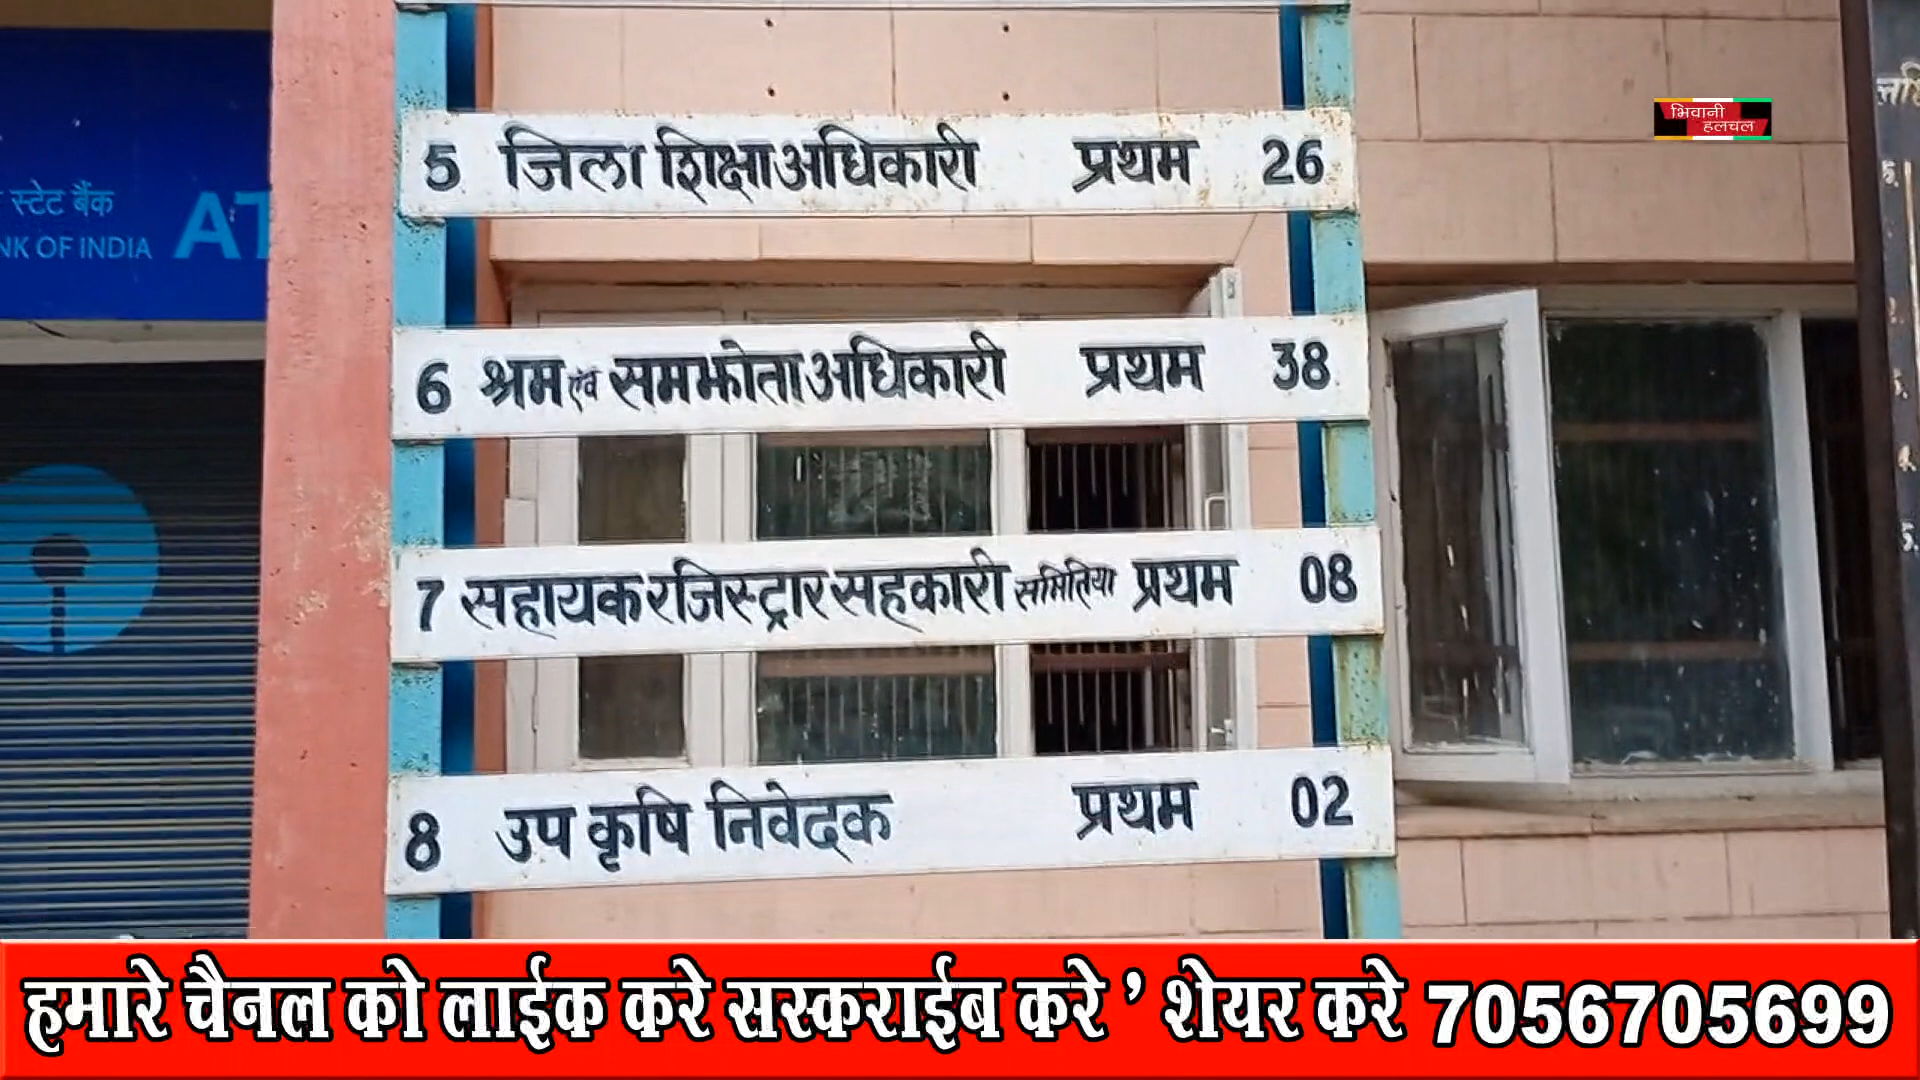 स्टेट बैंक
NK OF INDIA
AT
भिवानी
हलचल
5 जिला शिक्षा अधिकारी प्रथम 26
6 श्रम एंव समझोता अधिकारी प्रथम 38
7 सहायक रजिस्ट्रार सहकारी समितिया प्रथम 08
8 उप कृषि निवेदक प्रथम 02
हमारे चैनल को लाईक करे सस्कराईब करे ' शेयर करे 7056705699